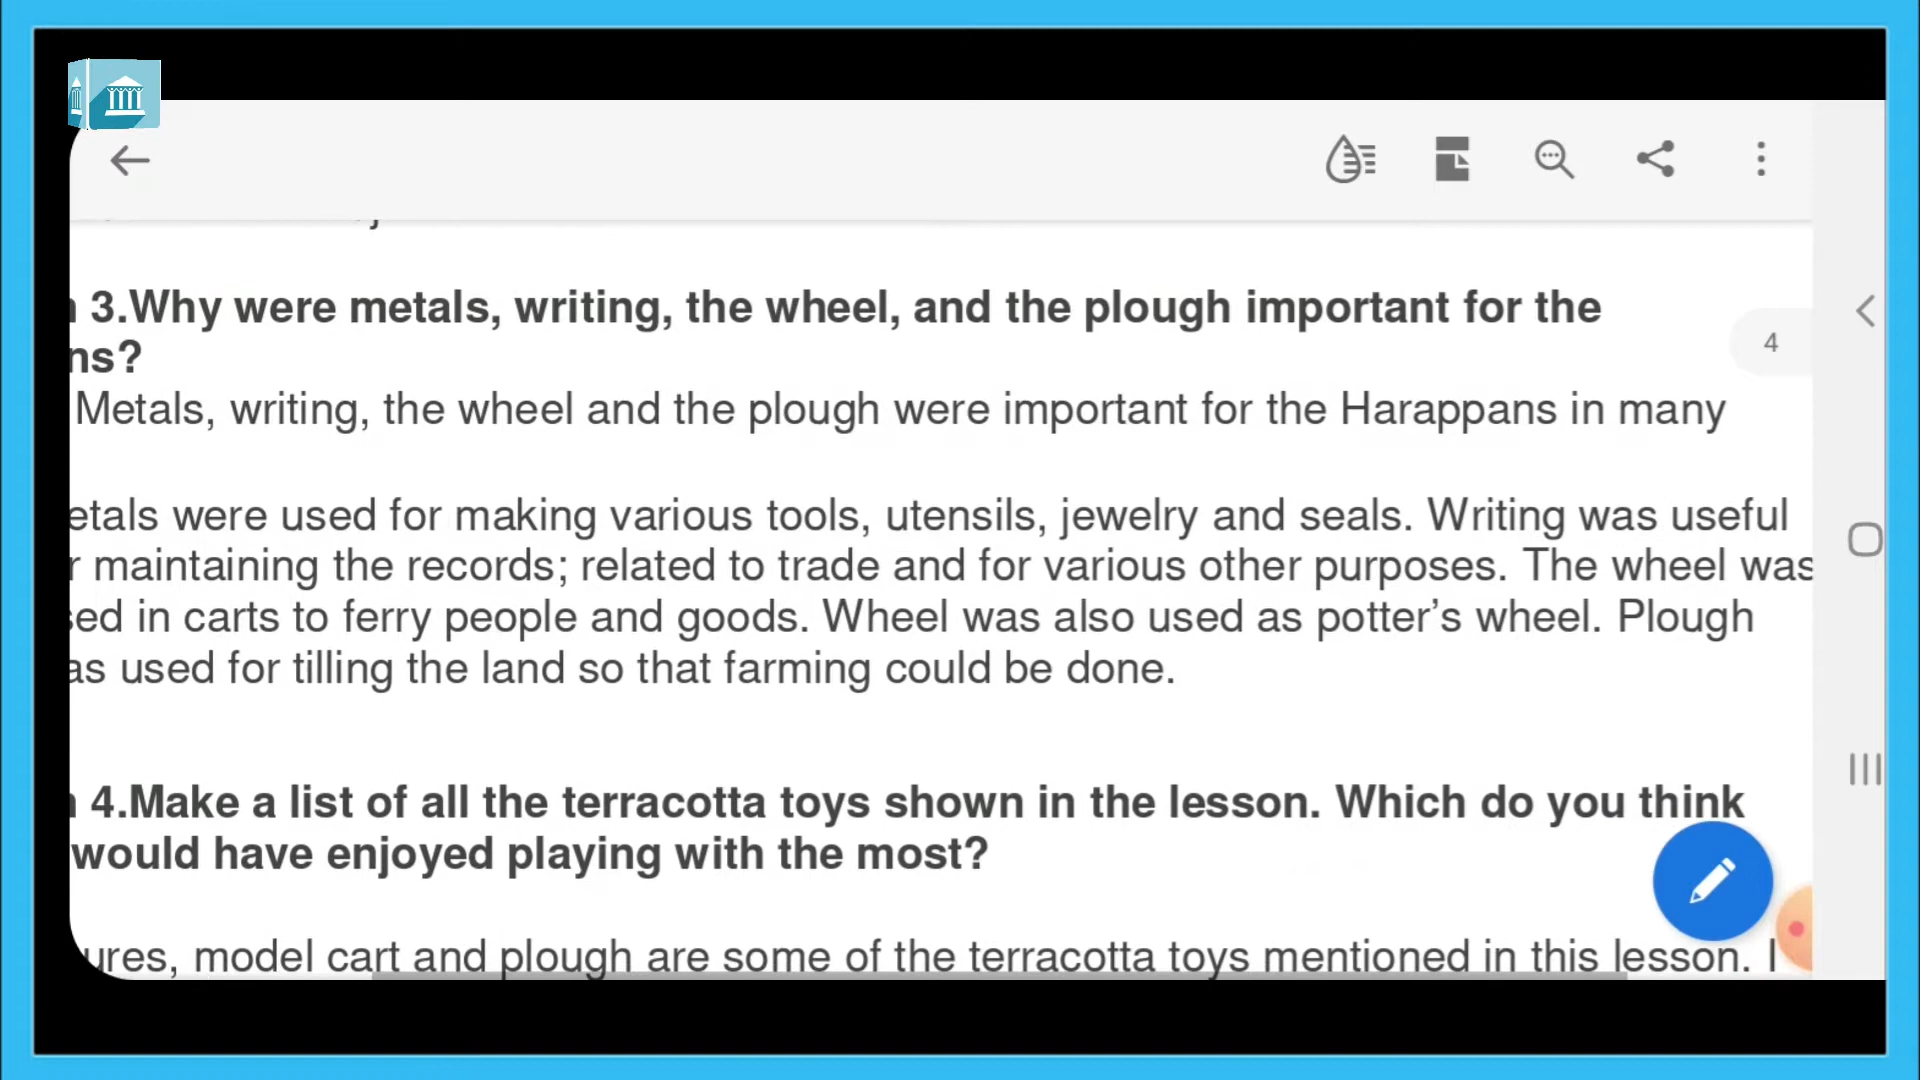 3.Why were metals, writing, the wheel, and the plough important for the
ns?
4
Metals, writing, the wheel and the plough were important for the Harappans in many
etals were used for making various tools, utensils, jewelry and seals. Writing was useful
r maintaining the records; related to trade and for various other purposes. The wheel was
sed in carts to ferry people and goods. Wheel was also used as potter’s wheel. Plough
as used for tilling the land so that farming could be done.
4.Make a list of all the terracotta toys shown in the lesson. Which do you think
would have enjoyed playing with the most?
ures, model cart and plough are some of the terracotta toys mentioned in this lesson. I